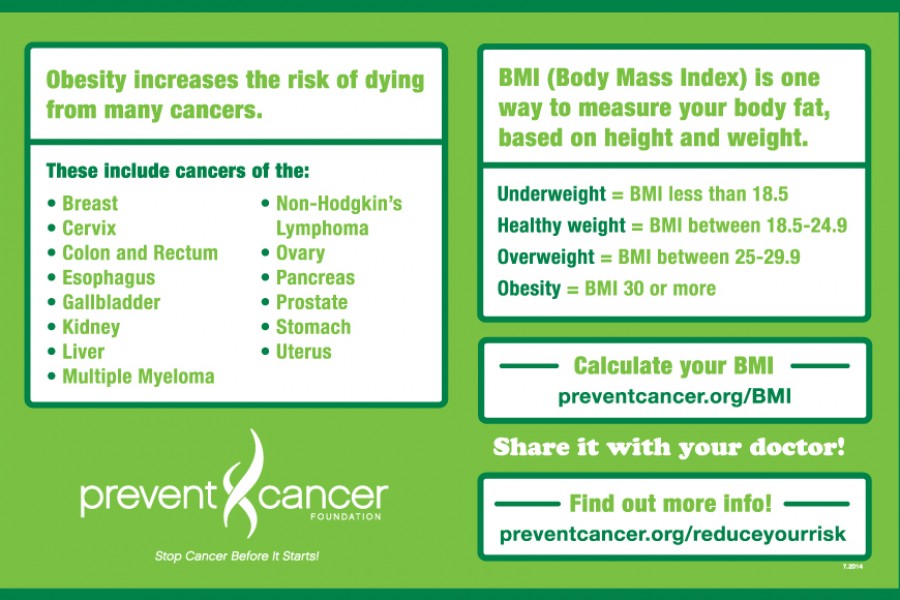 Obesity increases the risk of dying
from many cancers.
These include cancers of the:
• Breast
• Cervix
• Colon and Rectum
• Esophagus
• Gallbladder
• Kidney
• Liver
• Multiple Myeloma
• Non-Hodgkin's
Lymphoma
• Ovary
• Pancreas
• Prostate
• Stomach
• Uterus
prevent cancer
FOUNDATION
Stop Cancer Before It Starts!
BMI (Body Mass Index) is one
way to measure your body fat,
based on height and weight.
Underweight = BMI less than 18.5
Healthy weight = BMI between 18.5-24.9
Overweight = BMI between 25-29.9
Obesity = BMI 30 or more
Calculate your BMI
preventcancer.org/BMI
Share it with your doctor!
Find out more info!
preventcancer.org/reduceyourrisk
7.2014